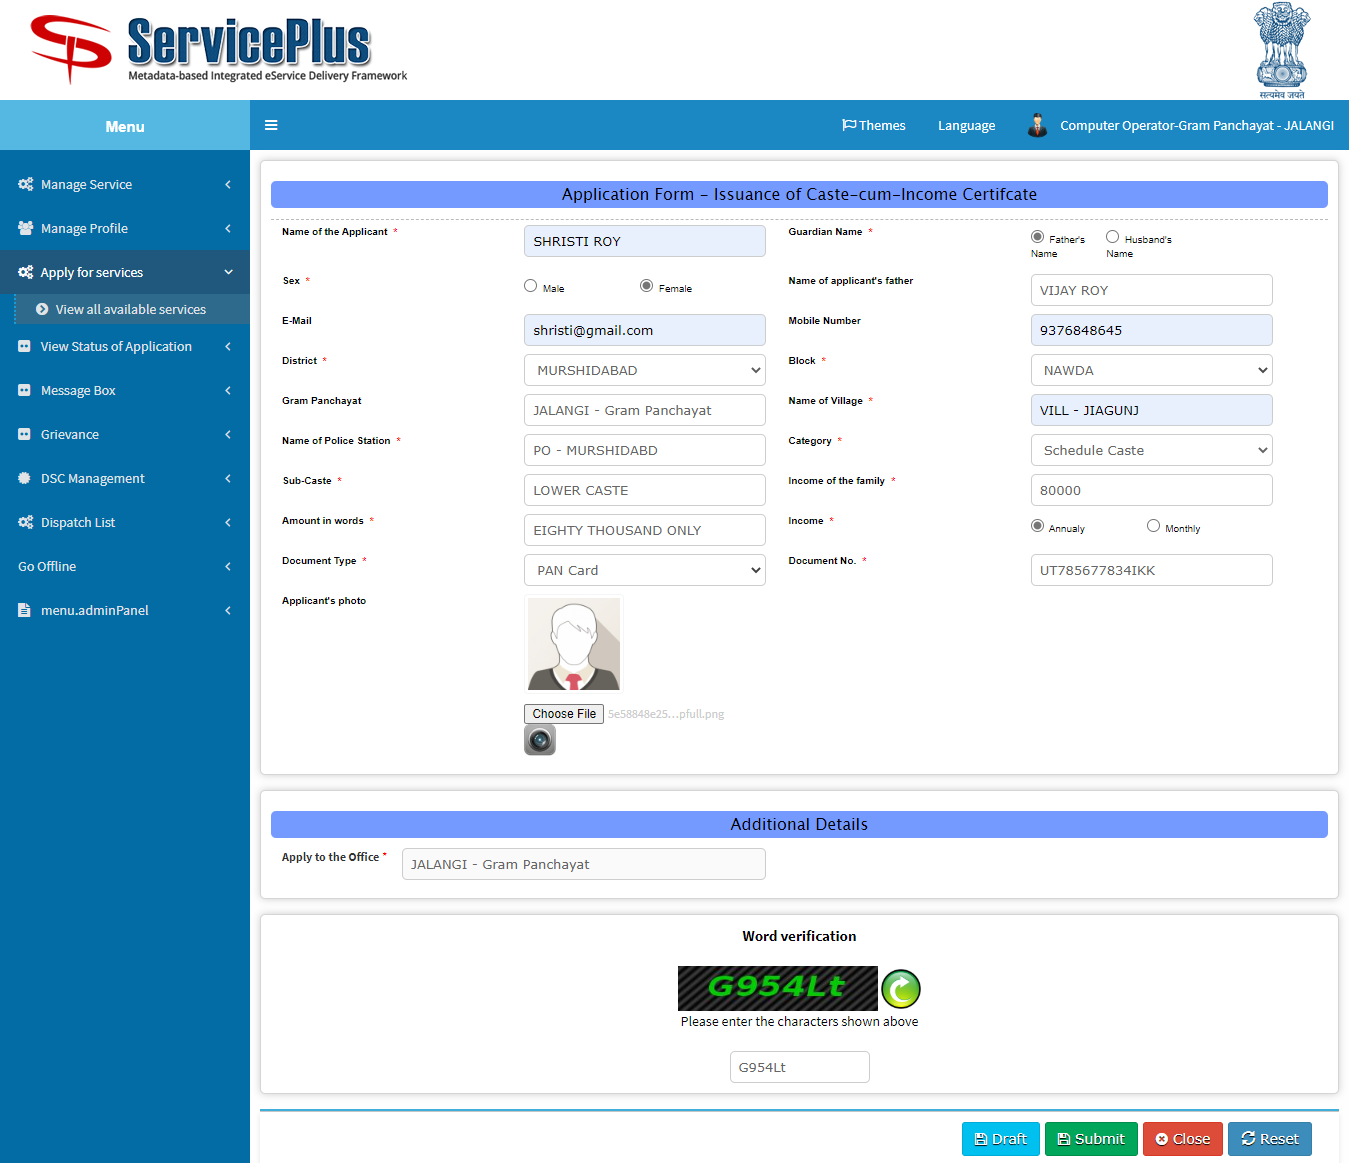 ServicePlus
Metadata-based Integrated eService Delivery Framework
सत्यमेव जयते
Menu
Themes
Language
Computer Operator-Gram Panchayat - JALANGI
Manage Service
Manage Profile
Apply for services
View all available services
View Status of Application
Message Box
Grievance
DSC Management
Dispatch List
Go Offline
menu.adminPanel
Application Form - Issuance of Caste-cum-Income Certifcate
Name of the Applicant *
SHRISTI ROY
Guardian Name *
Father's Name
Husband's Name
Sex *
Male
Female
Name of applicant's father
VIJAY ROY
E-Mail
shristi@gmail.com
Mobile Number
9376848645
District *
MURSHIDABAD
Block *
NAWDA
Gram Panchayat
JALANGI - Gram Panchayat
Name of Village *
VILL - JIAGUNJ
Name of Police Station *
PO - MURSHIDABD
Category *
Schedule Caste
Sub-Caste *
LOWER CASTE
Income of the family *
80000
Amount in words *
EIGHTY THOUSAND ONLY
Income *
Annualy
Monthly
Document Type *
PAN Card
Document No. *
UT785677834IKK
Applicant's photo
Choose File
5e58848e25...pfull.png
Additional Details
Apply to the Office *
JALANGI - Gram Panchayat
Word verification
G954Lt
Please enter the characters shown above
G954Lt
Draft
Submit
Close
Reset